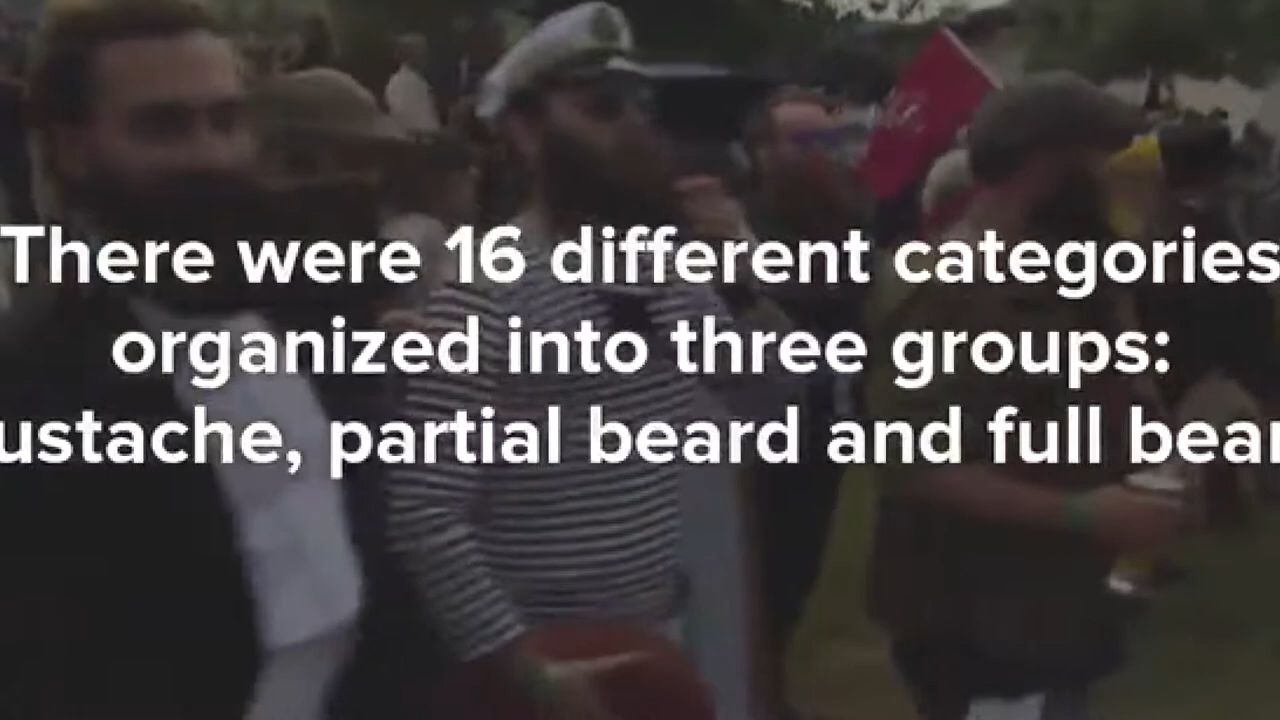 There were 16 different categories
organized into three groups:
ustache, partial beard and full bear